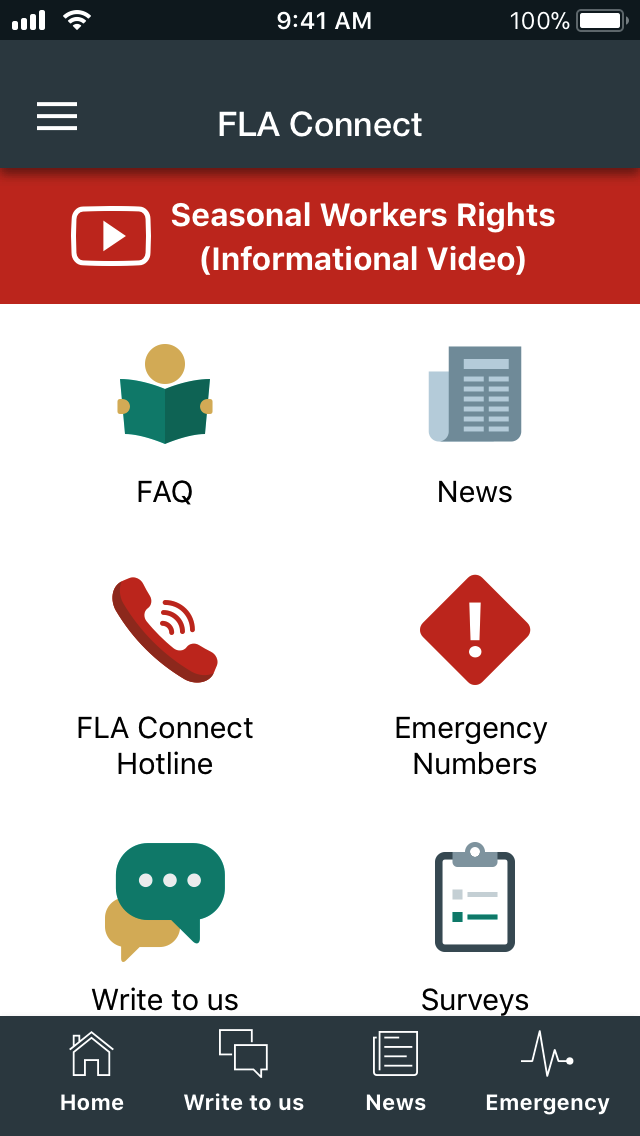 9:41 AM 100%
FLA Connect
Seasonal Workers Rights
(Informational Video)
FAQ News
FLA Connect Emergency
Hotline Numbers
Write to us Surveys
Home Write to us News Emergency